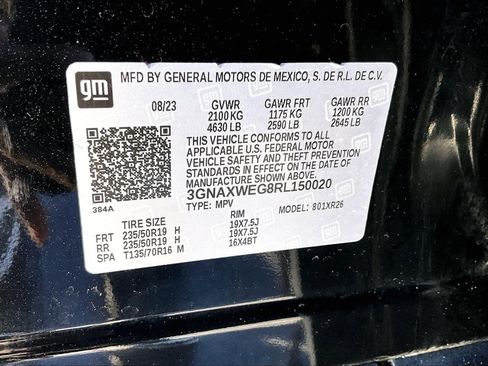 gm
MFD BY GENERAL MOTORS DE MEXICO, S. DE R.L. DE C.V.
08/23 GVWR GAWR FRT GAWR RR
2100 KG 1175 KG 1200 KG
4630 LB 2590 LB 2645 LB
THIS VEHICLE CONFORMS TO ALL
APPLICABLE U.S. FEDERAL MOTOR
VEHICLE SAFETY AND THEFT PREVENTION
STANDARDS IN EFFECT ON THE DATE OF
MANUFACTURE SHOWN ABOVE.
3GNAXWEG8RL150020
384A TYPE: MPV MODEL: 801XR26
TIRE SIZE RIM
FRT 235/50R19 H 19X7.5J
RR 235/50R19 H 19X7.5J
SPA T135/70R16 M 16X4BT